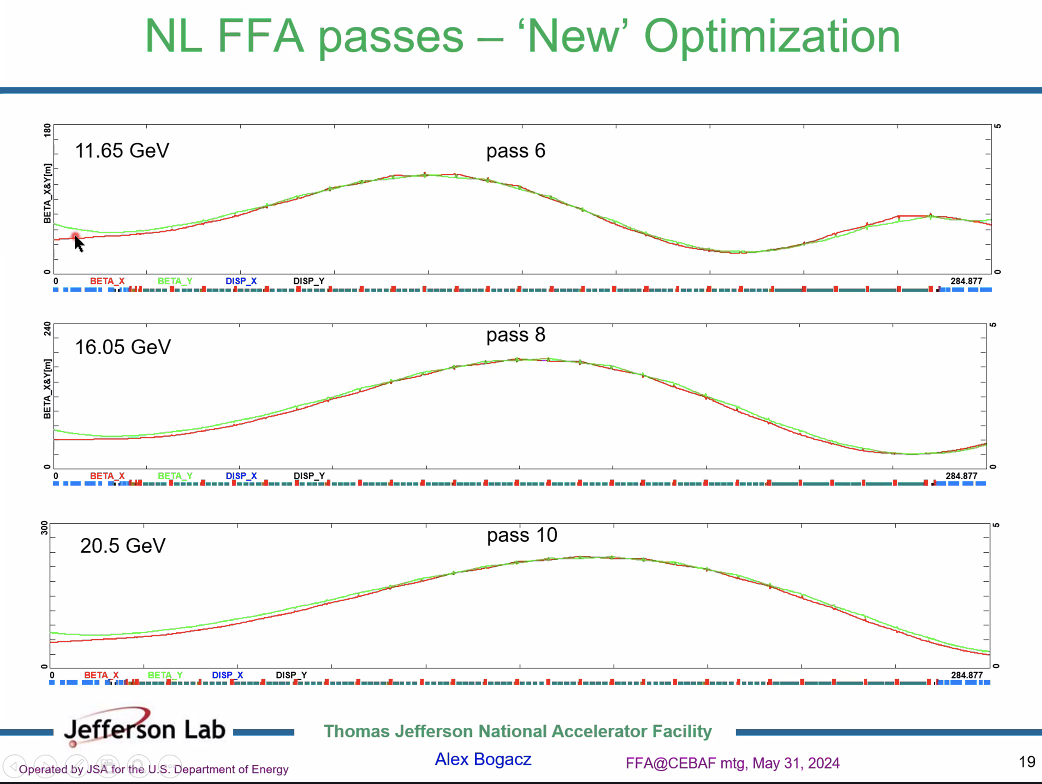 NL FFA passes – ‘New’ Optimization
180
5
11.65 GeV
pass 6
BETA_X&Y[m]
0
0
0
BETA_X
BETA_Y
DISP_X
DISP_Y
284.877
240
5
16.05 GeV
pass 8
BETA_X&Y[m]
0
0
0
BETA_X
BETA_Y
DISP_X
DISP_Y
284.877
300
5
20.5 GeV
pass 10
0
0
0
BETA_X
BETA_Y
DISP_X
DISP_Y
284.877
Jefferson Lab
Thomas Jefferson National Accelerator Facility
Operated by JSA for the U.S. Department of Energy
Alex Bogacz
FFA@CEBAF mtg, May 31, 2024
19